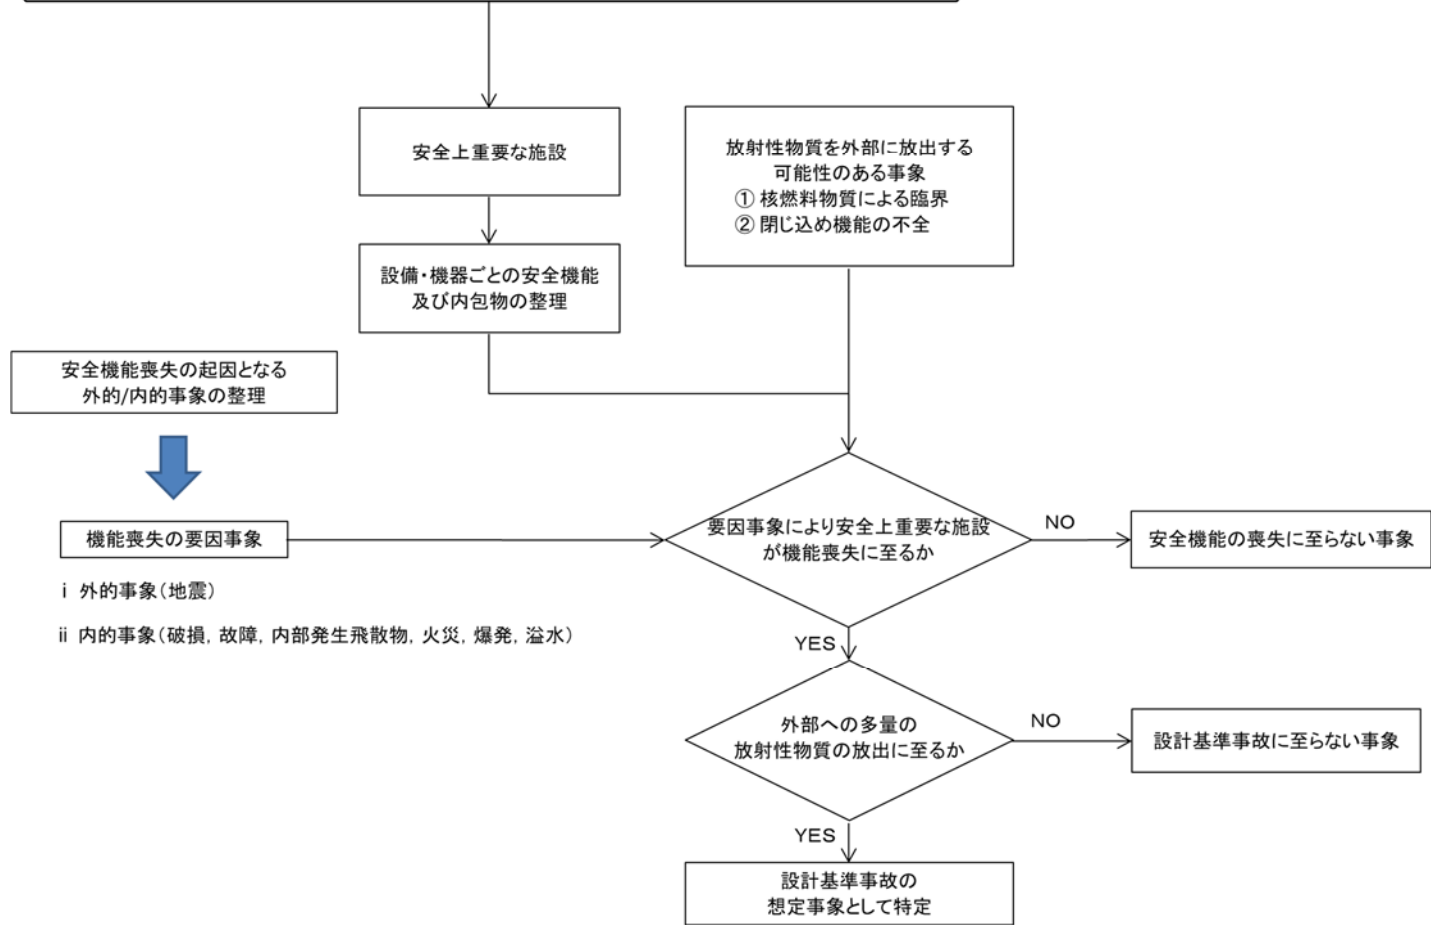 安全上重要な施設
放射性物質を外部に放出する
可能性のある事象
① 核燃料物質による臨界
② 閉じ込め機能の不全
設備・機器ごとの安全機能
及び内包物の整理
安全機能喪失の起因となる
外的/内的事象の整理
機能喪失の要因事象
ⅰ 外的事象(地震)
ⅱ 内的事象(破損, 故障, 内部発生飛散物, 火災, 爆発, 溢水)
要因事象により安全上重要な施設
が機能喪失に至るか
NO
安全機能の喪失に至らない事象
YES
外部への多量の
放射性物質の放出に至るか
NO
設計基準事故に至らない事象
YES
設計基準事故の
想定事象として特定